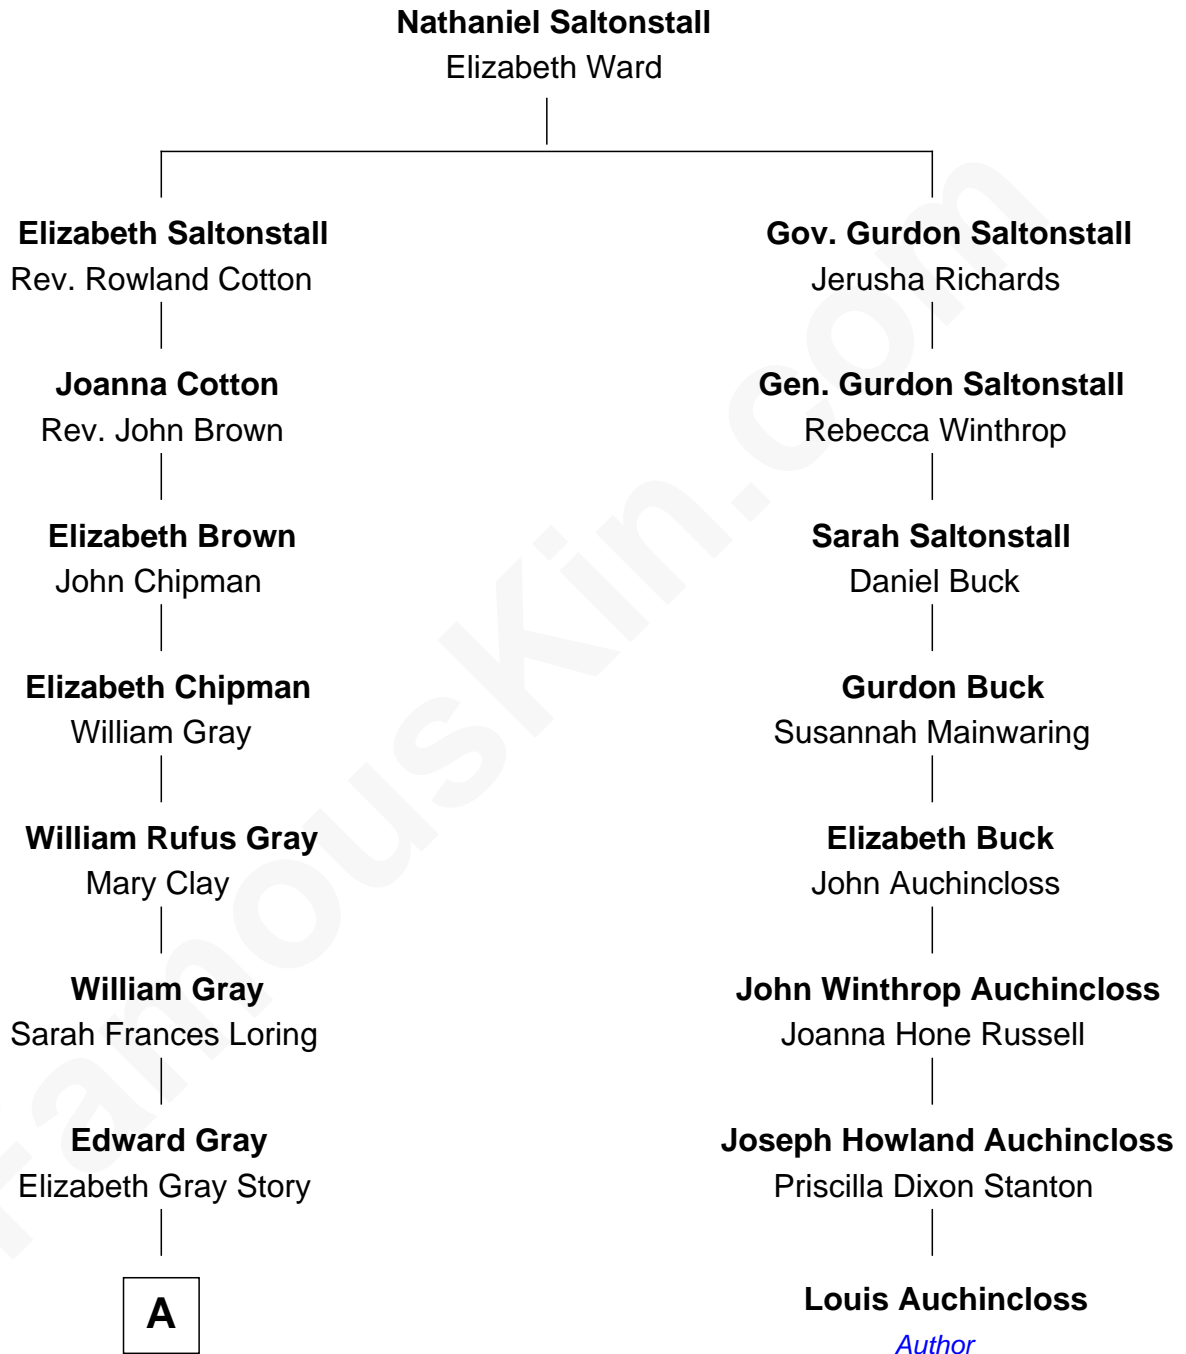 Nathaniel Saltonstall
Elizabeth Ward
Elizabeth Saltonstall
Rev. Rowland Cotton
Gov. Gurdon Saltonstall
Jerusha Richards
Joanna Cotton
Rev. John Brown
Gen. Gurdon Saltonstall
Rebecca Winthrop
Elizabeth Brown
John Chipman
Sarah Saltonstall
Daniel Buck
Elizabeth Chipman
William Gray
Gurdon Buck
Susannah Mainwaring
William Rufus Gray
Mary Clay
Elizabeth Buck
John Auchincloss
William Gray
Sarah Frances Loring
John Winthrop Auchincloss
Joanna Hone Russell
Edward Gray
Elizabeth Gray Story
Joseph Howland Auchincloss
Priscilla Dixon Stanton
A
Louis Auchincloss
Author
FamousKin.com